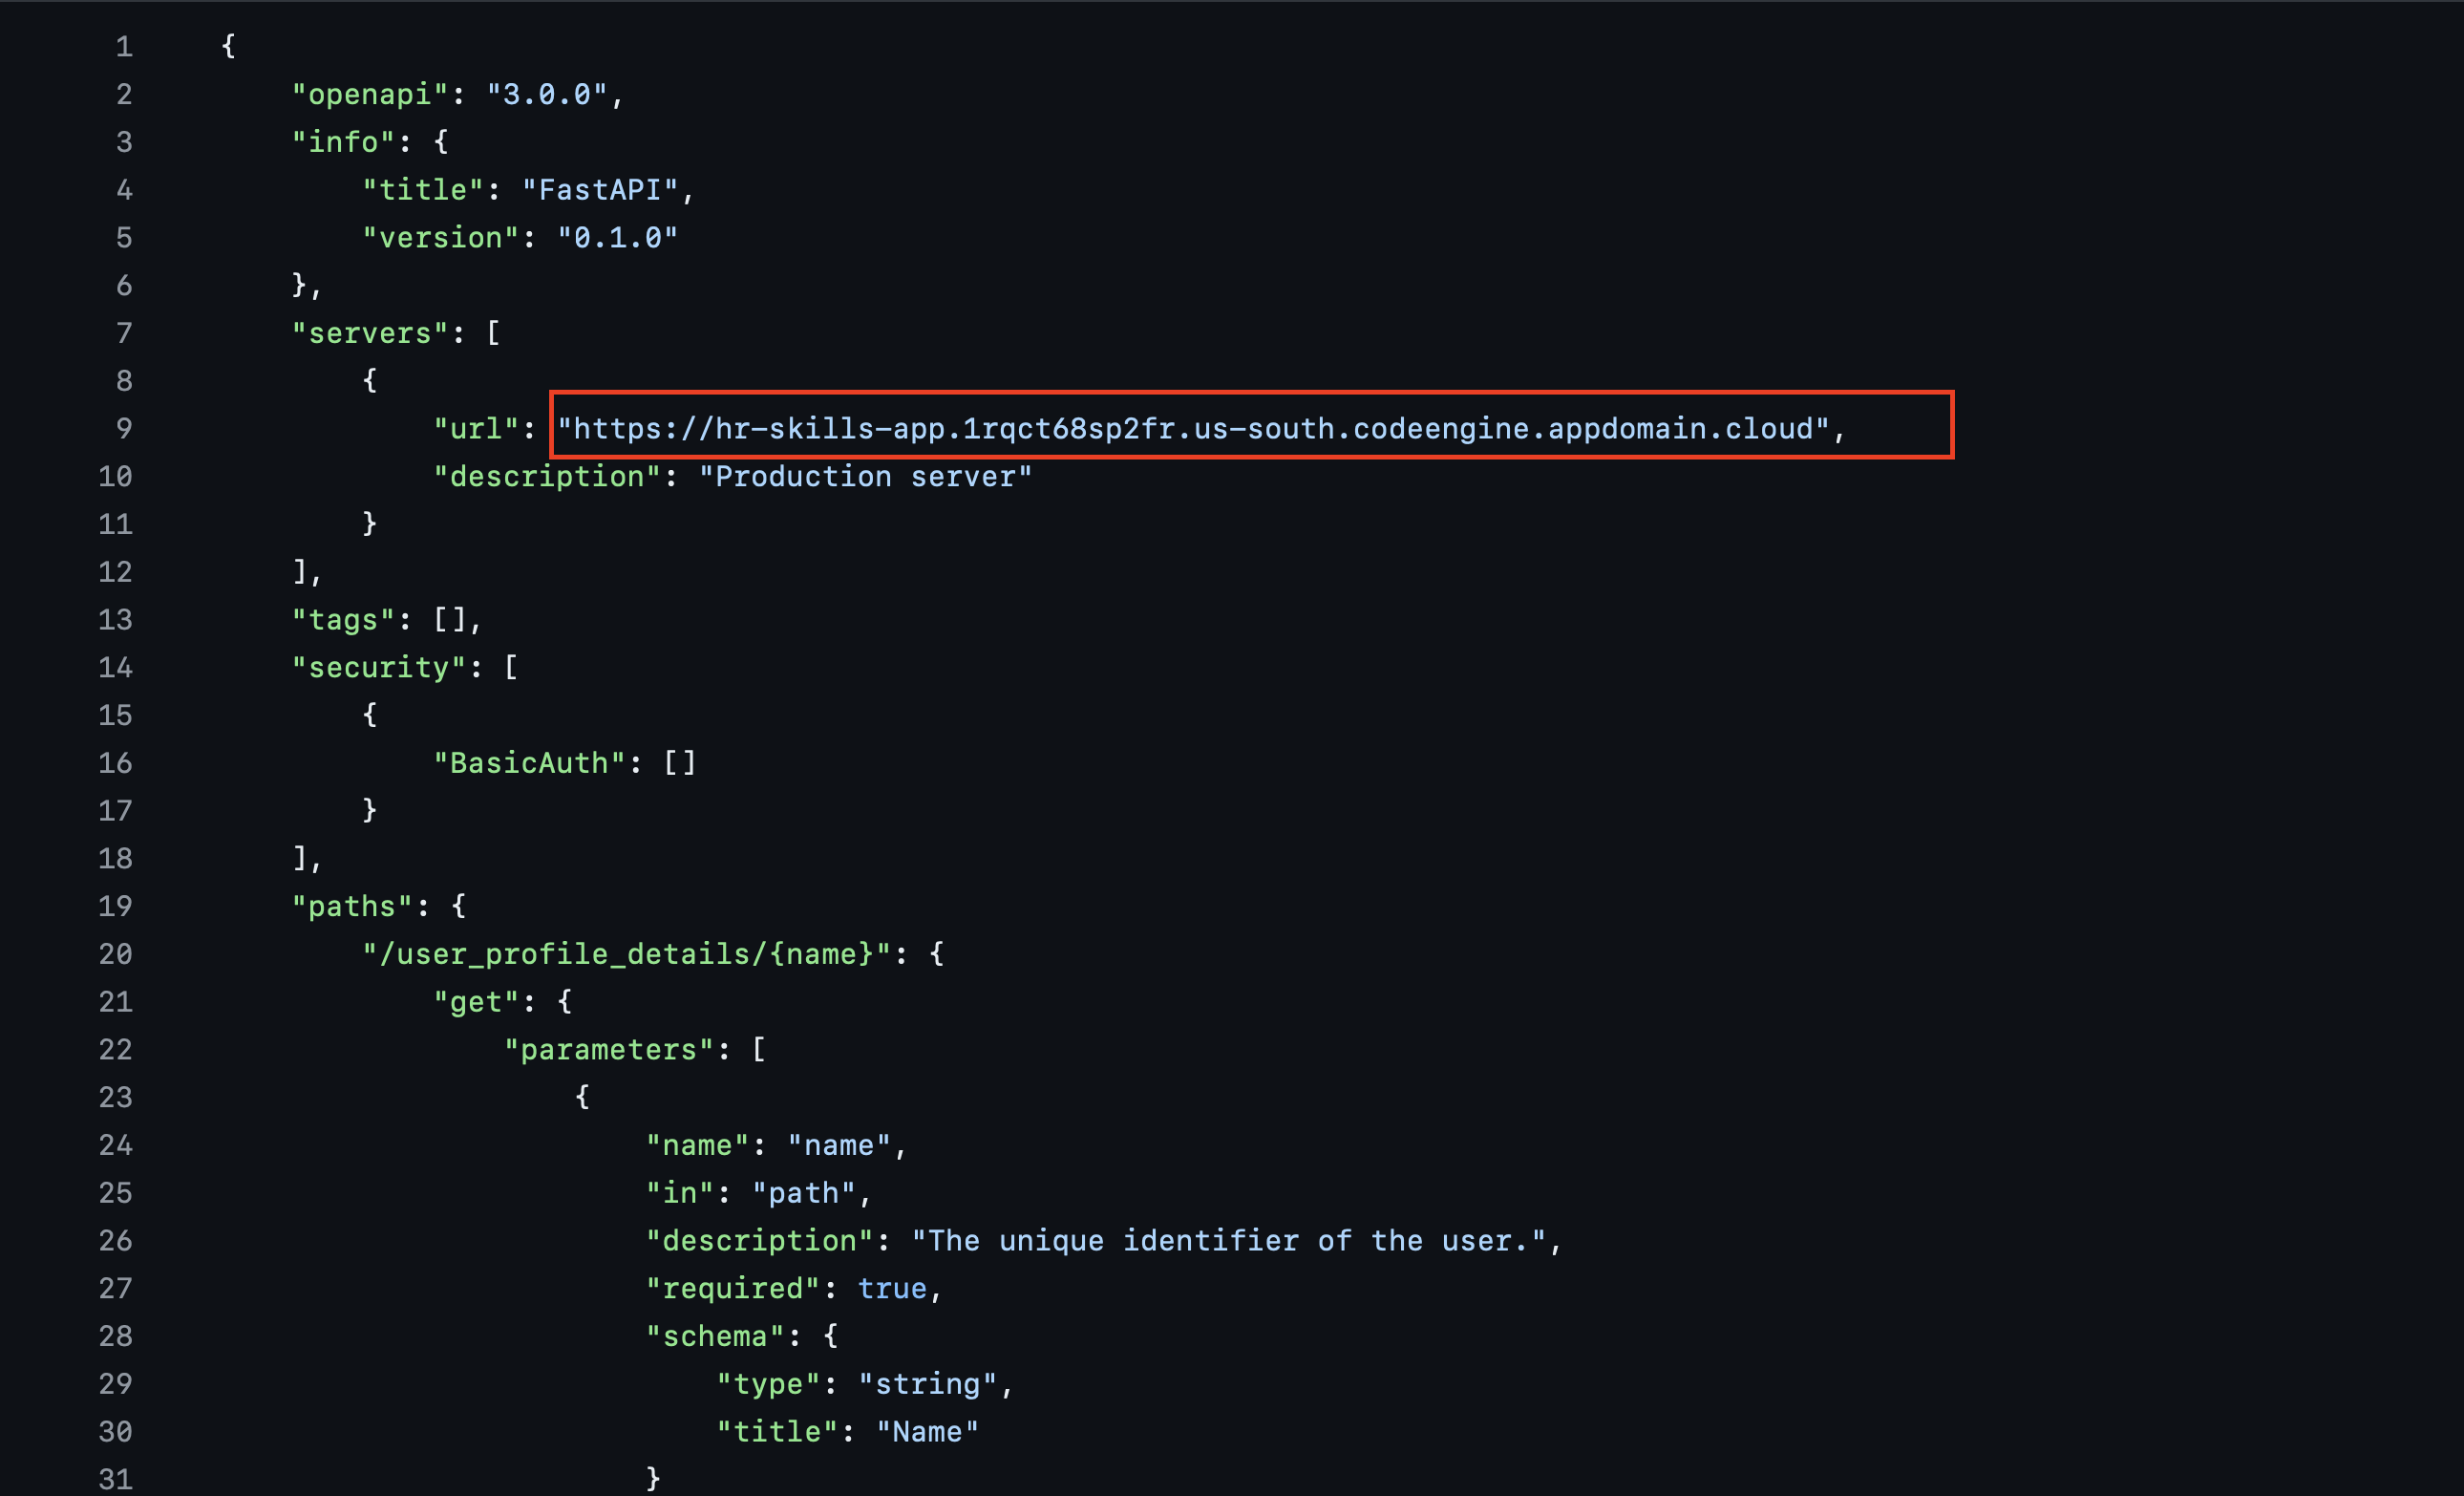 1 {
2 "openapi": "3.0.0",
3 "info": {
4 "title": "FastAPI",
5 "version": "0.1.0"
6 },
7 "servers": [
8 {
9 "url": "https://hr-skills-app.1rqct68sp2fr.us-south.codeengine.appdomain.cloud",
10 "description": "Production server"
11 }
12 ],
13 "tags": [],
14 "security": [
15 {
16 "BasicAuth": []
17 }
18 ],
19 "paths": {
20 "/user_profile_details/{name}": {
21 "get": {
22 "parameters": [
23 {
24 "name": "name",
25 "in": "path",
26 "description": "The unique identifier of the user.",
27 "required": true,
28 "schema": {
29 "type": "string",
30 "title": "Name"
31 }